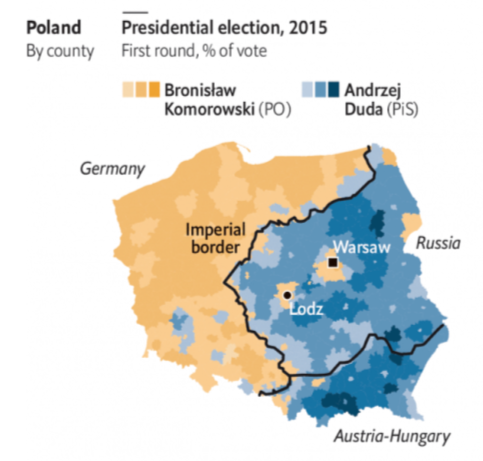 Poland
By county
Presidential election, 2015
First round, % of vote
Bronisław
Komorowski (PO)
Andrzej
Duda (PiS)
Germany
Imperial
border
Warsaw
Russia
Lodz
Austria-Hungary